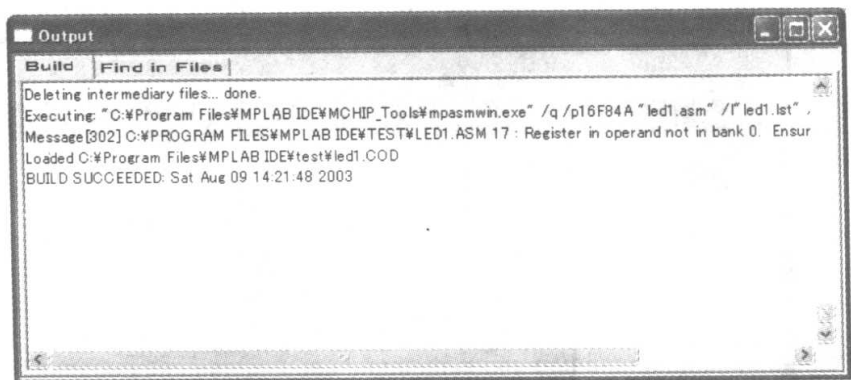 Output
Build Find in Files
Deleting intermediary files... done.
Executing: "C:¥Program Files¥MPLAB IDE¥MCHIP_Tools¥mpasmwin.exe" /q /p16F84A "led1.asm" /l"led1.lst" ,
Message[302] C:¥PROGRAM FILES¥MPLAB IDE¥TEST¥LED1.ASM 17 : Register in operand not in bank 0. Ensur
Loaded C:¥Program Files¥MPLAB IDE¥test¥led1.COD
BUILD SUCCEEDED: Sat Aug 09 14:21:48 2003